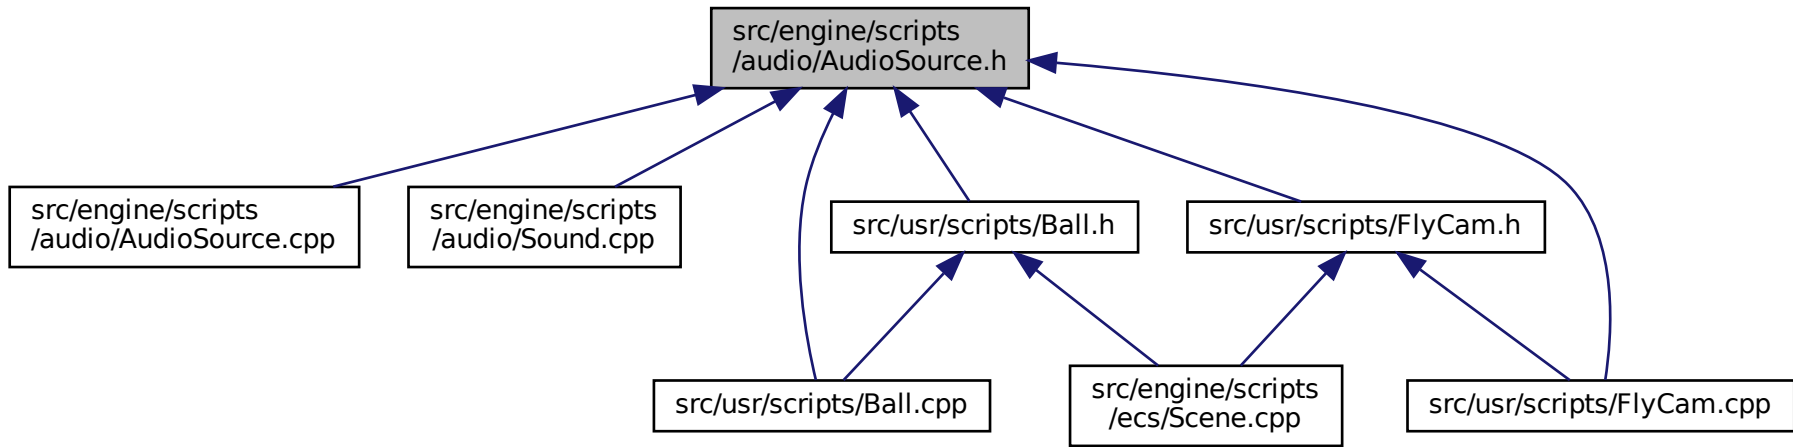 src/engine/scripts
/audio/AudioSource.h
src/engine/scripts
/audio/AudioSource.cpp
src/engine/scripts
/audio/Sound.cpp
src/usr/scripts/Ball.h
src/usr/scripts/FlyCam.h
src/usr/scripts/Ball.cpp
src/engine/scripts
/ecs/Scene.cpp
src/usr/scripts/FlyCam.cpp